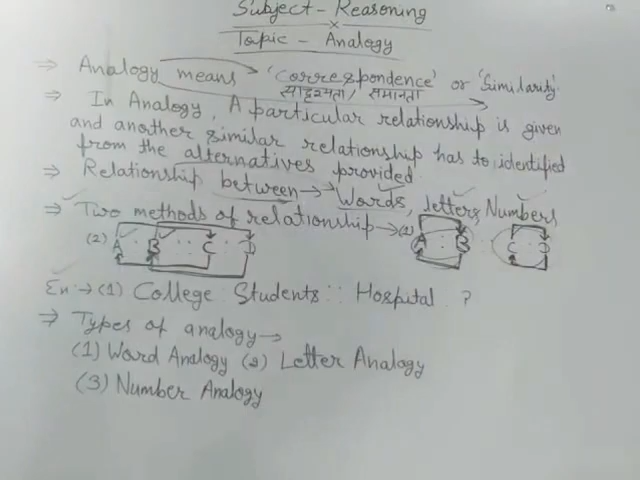 Subject - Reasoning
×
Topic - Analogy
⇒ Analogy means → 'correspondence' or 'Similarity'
सादृश्यता / समानता
⇒ In Analogy, A particular relationship is given
and another similar relationship has to identified
from the alternatives provided.
⇒ Relationship between → Words, letters, Numbers
⇒ Two methods of relationship → (1) A : B :: C : D
(2) A : B :: C : D
Ex → (1) College : Students :: Hospital : ?
⇒ Types of analogy →
(1) Word Analogy (2) Letter Analogy
(3) Number Analogy